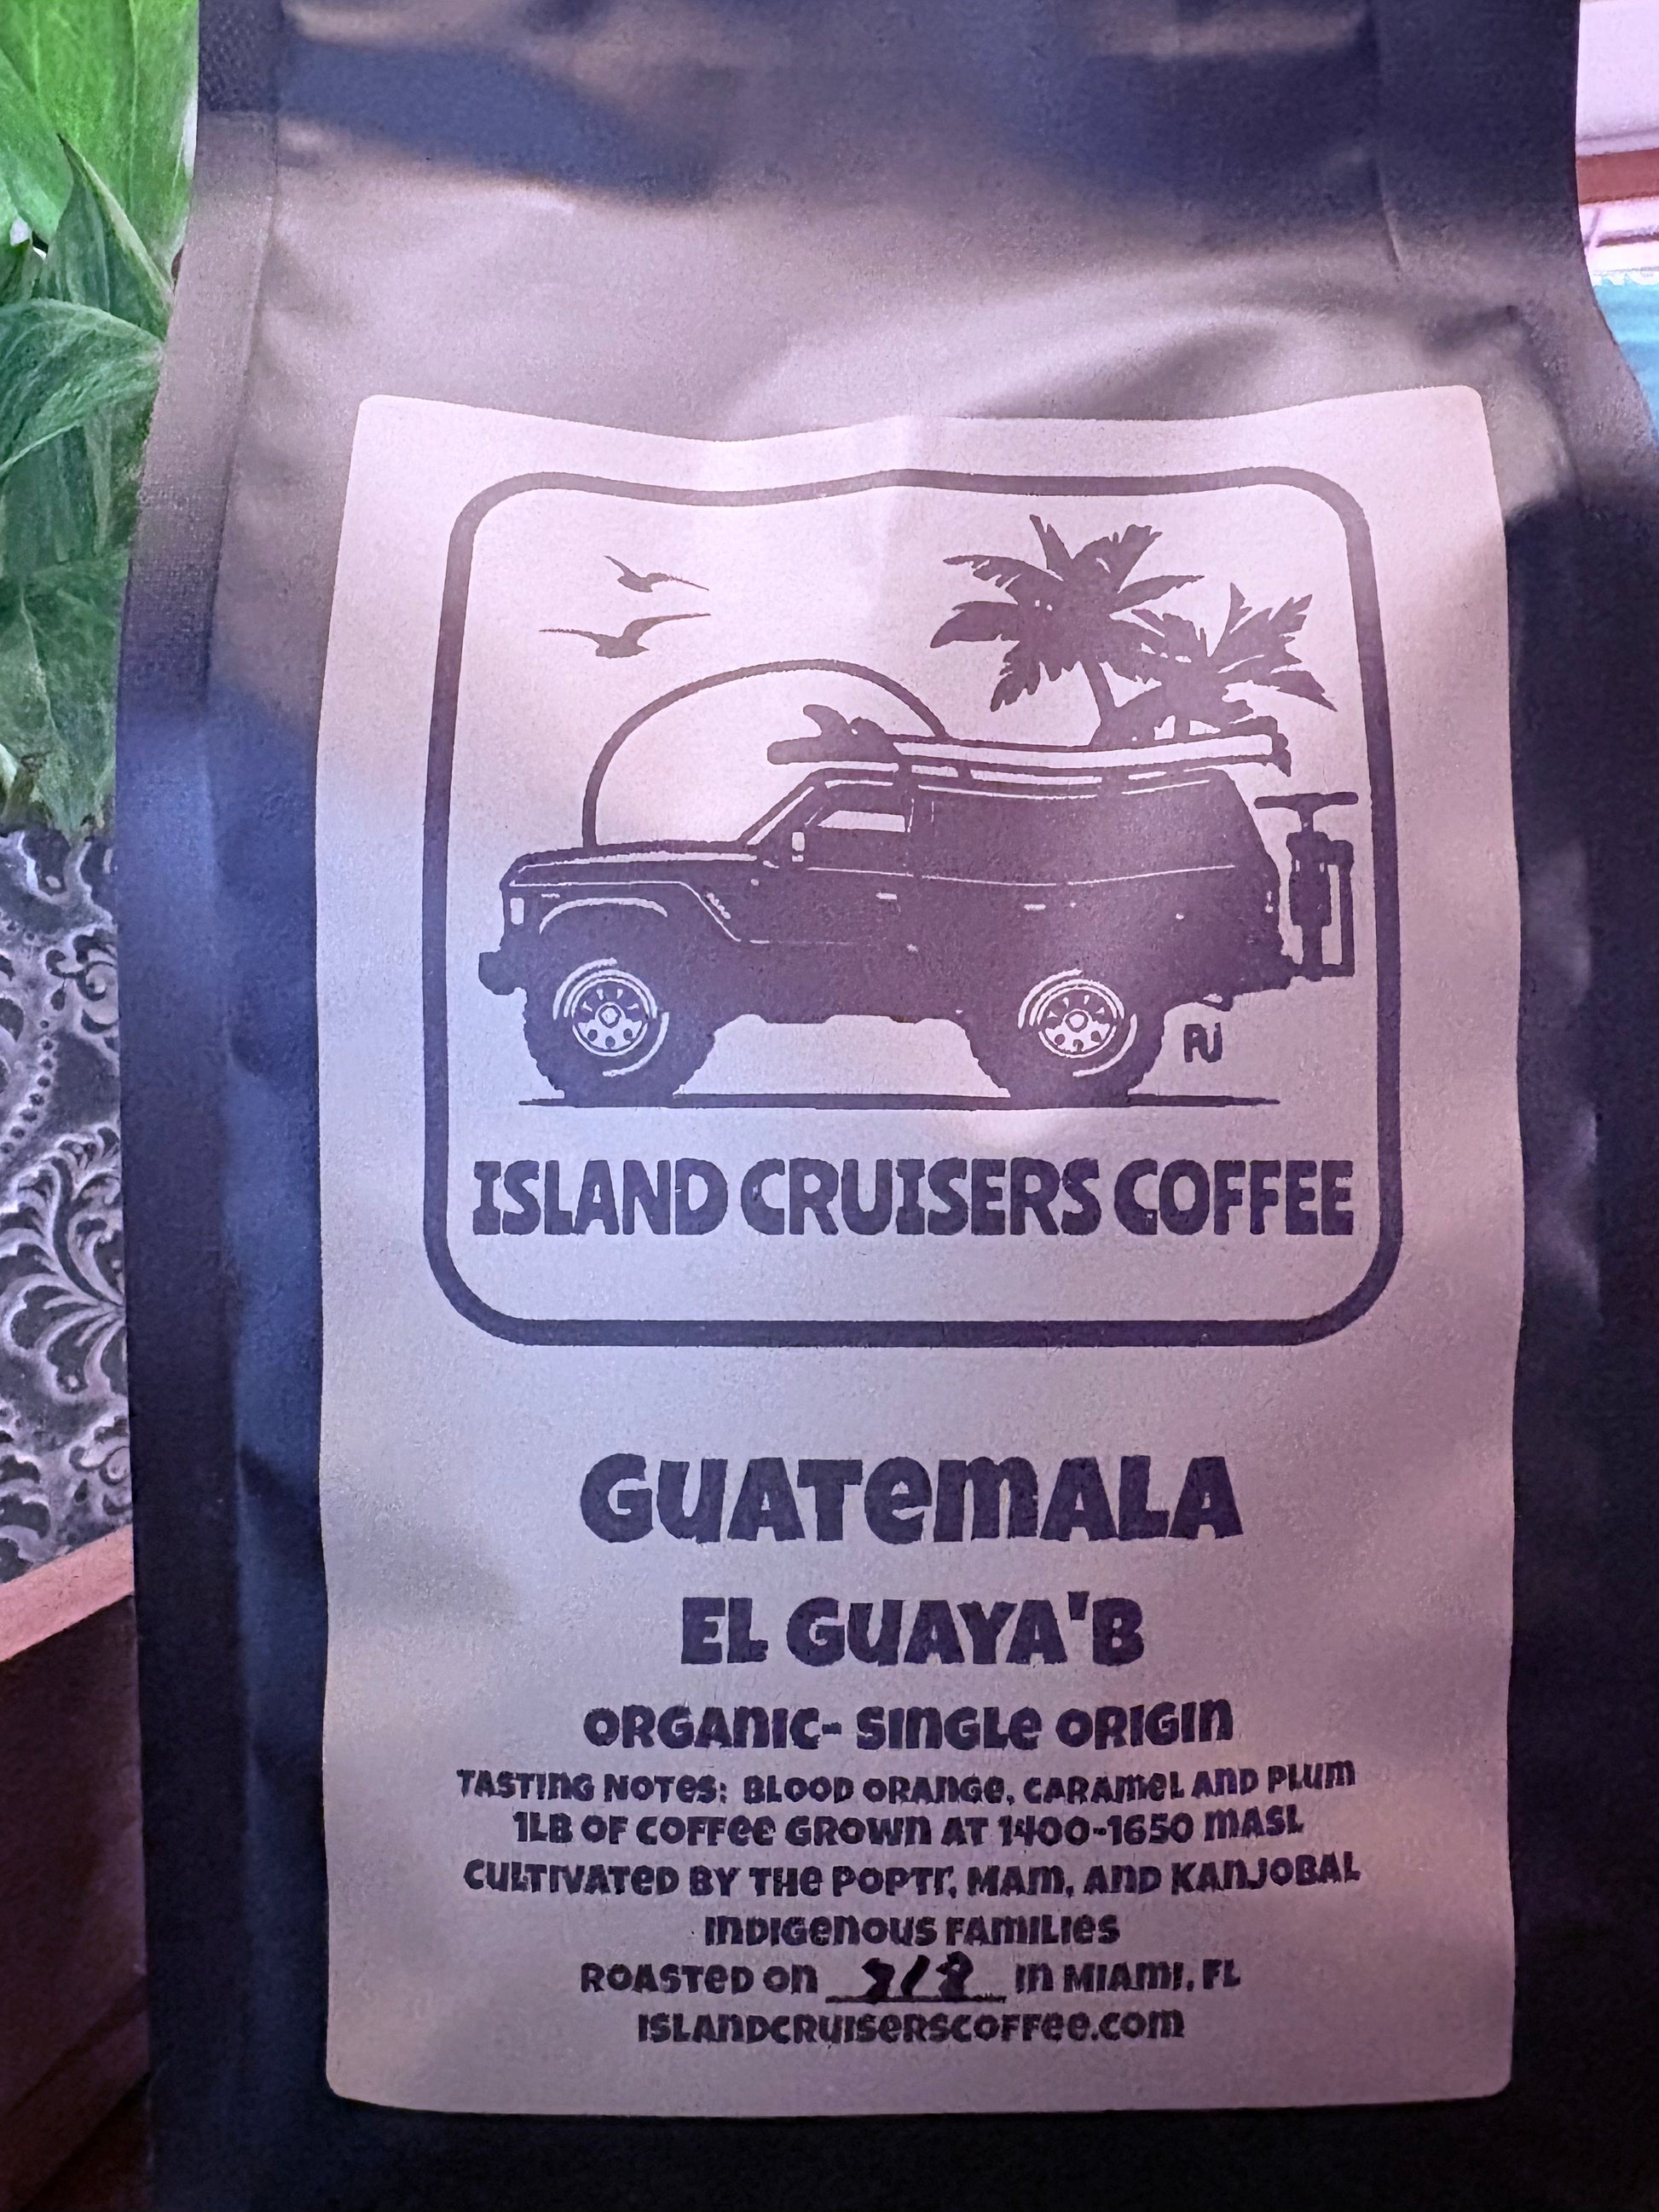 ISLAND CRUISERS COFFEE
GUATEMALA
EL GUAYA'B
ORGANIC- SINGLE ORIGIN
TASTING NOTES: BLOOD ORANGE, CARAMEL AND PLUM
1LB OF COFFEE GROWN AT 1400-1650 MASL
CULTIVATED BY THE POPTI', MAM, AND KANJOBAL
INDIGENOUS FAMILIES
ROASTED ON IN MIAMI, FL
ISLANDCRUISERSCOFFEE.COM